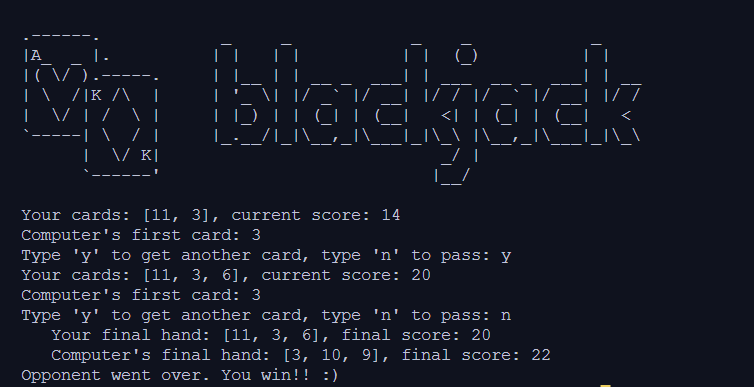 blackjack
A
K
K
Your cards: [11, 3], current score: 14
Computer's first card: 3
Type 'y' to get another card, type 'n' to pass: y
Your cards: [11, 3, 6], current score: 20
Computer's first card: 3
Type 'y' to get another card, type 'n' to pass: n
Your final hand: [11, 3, 6], final score: 20
Computer's final hand: [3, 10, 9], final score: 22
Opponent went over. You win!! :)